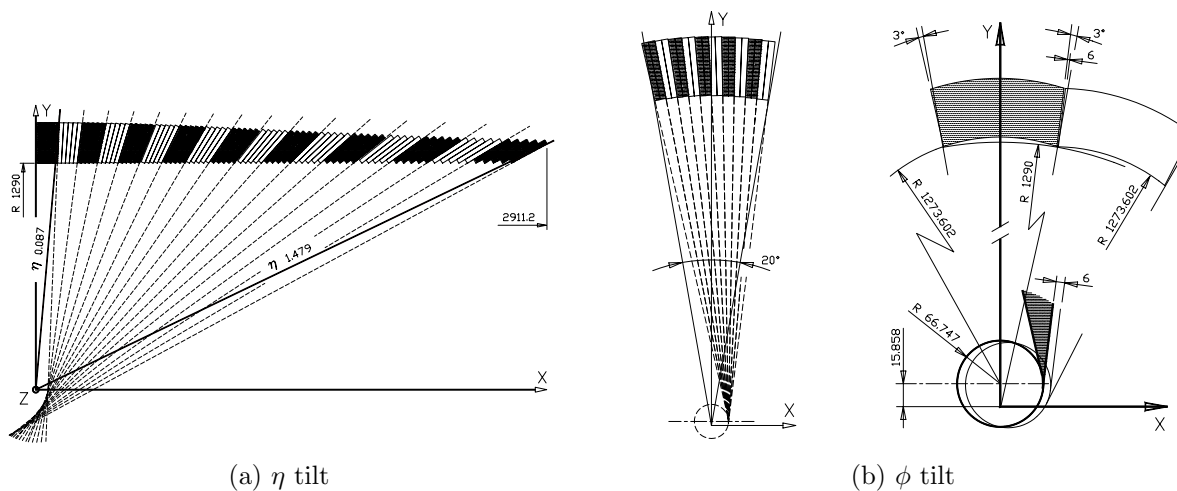 Y
R 1290
η 0.087
η 1.479
2911.2
Z
X
(a) η tilt
Y
20°
X
3°
Y
3°
6
R 1273.602
R 1290
R 1273.602
6
R 66.747
15.858
X
(b) ϕ tilt